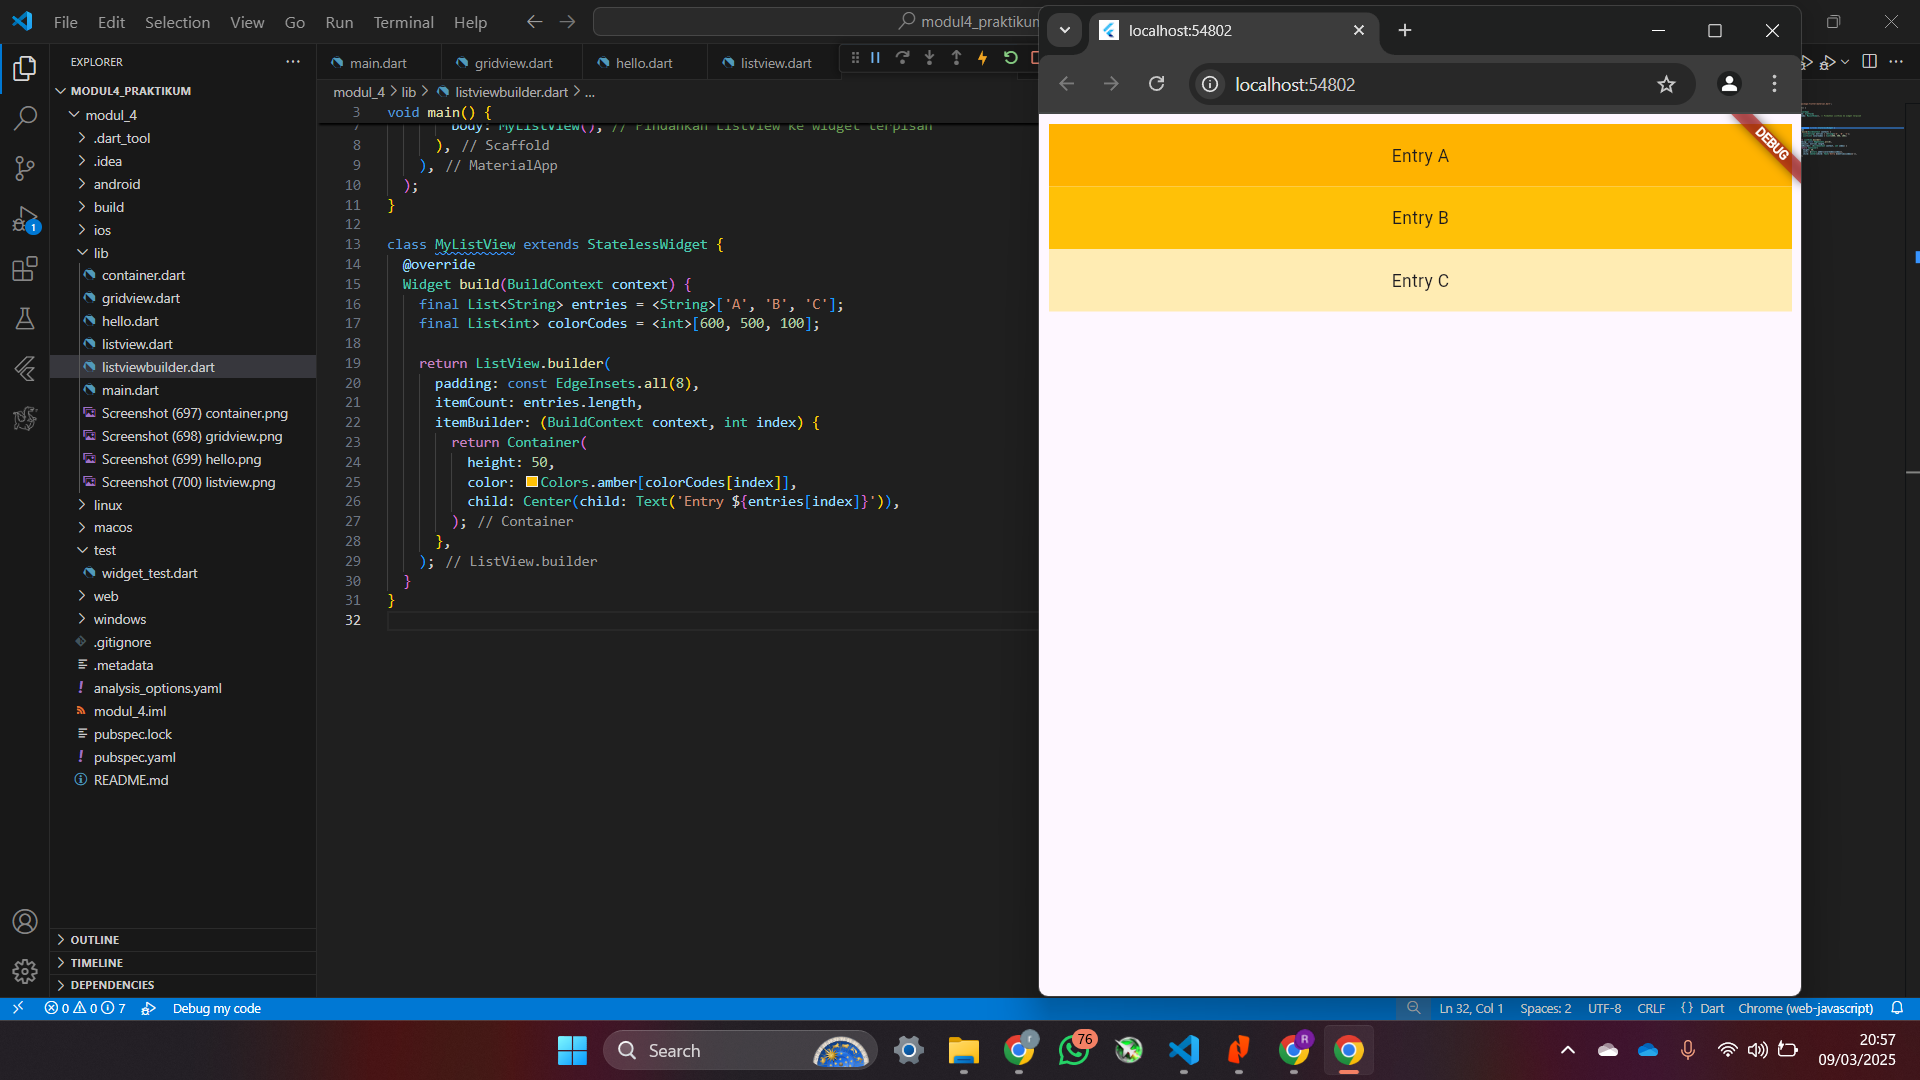 File Edit Selection View Go Run Terminal Help
modul4_praktikum
EXPLORER
MODUL4_PRAKTIKUM
modul_4
.dart_tool
.idea
android
build
ios
lib
container.dart
gridview.dart
hello.dart
listview.dart
listviewbuilder.dart
main.dart
Screenshot (697) container.png
Screenshot (698) gridview.png
Screenshot (699) hello.png
Screenshot (700) listview.png
linux
macos
test
widget_test.dart
web
windows
.gitignore
.metadata
analysis_options.yaml
modul_4.iml
pubspec.lock
pubspec.yaml
README.md
OUTLINE
TIMELINE
DEPENDENCIES
1
main.dart gridview.dart hello.dart listview.dart
modul_4 > lib > listviewbuilder.dart > ...
3 void main() {
7 body: MyListView(), // Pindahkan ListView ke widget terpisah
8 ), // Scaffold
9 ), // MaterialApp
10 );
11 }
12
13 class MyListView extends StatelessWidget {
14 @override
15 Widget build(BuildContext context) {
16 final List<String> entries = <String>['A', 'B', 'C'];
17 final List<int> colorCodes = <int>[600, 500, 100];
18
19 return ListView.builder(
20 padding: const EdgeInsets.all(8),
21 itemCount: entries.length,
22 itemBuilder: (BuildContext context, int index) {
23 return Container(
24 height: 50,
25 color: Colors.amber[colorCodes[index]],
26 child: Center(child: Text('Entry ${entries[index]}')),
27 ); // Container
28 },
29 ); // ListView.builder
30 }
31 }
32
localhost:54802
localhost:54802
DEBUG
Entry A
Entry B
Entry C
0 0 7 Debug my code
Ln 32, Col 1 Spaces: 2 UTF-8 CRLF {} Dart Chrome (web-javascript)
Search
r
76
R
20:57
09/03/2025